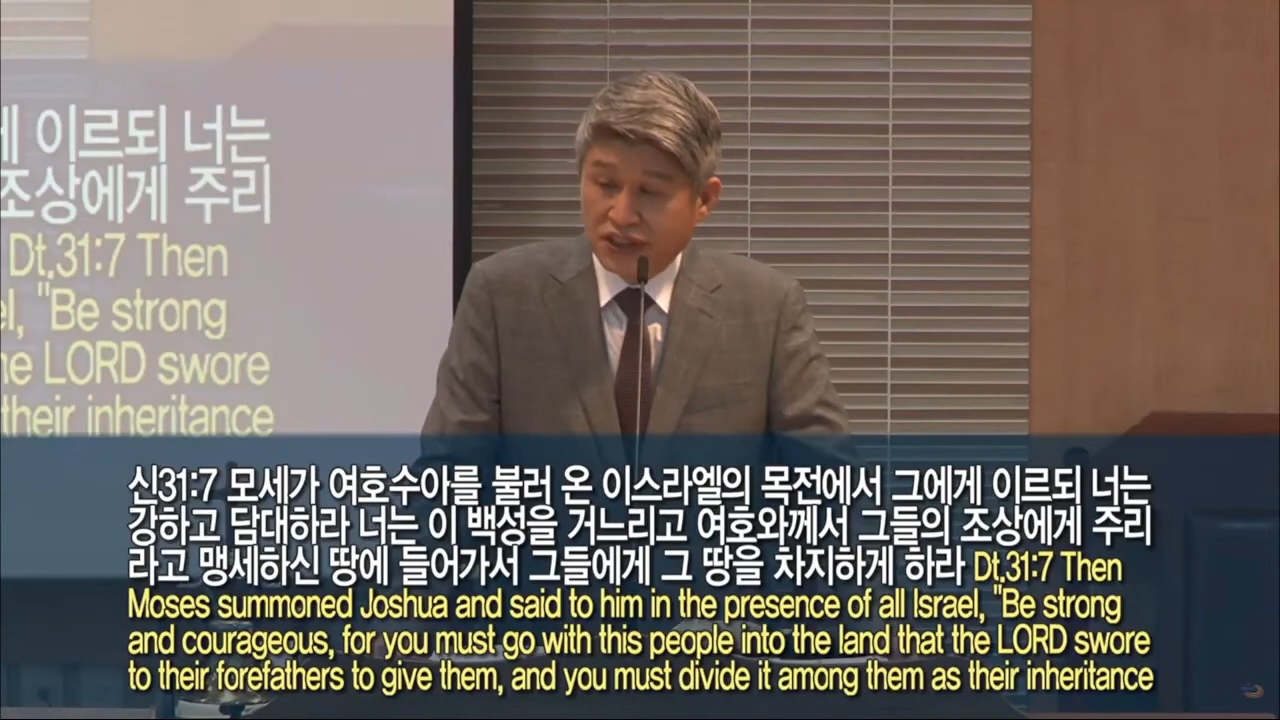 에게 이르되 너는
조상에게 주리
Dt.31:7 Then
el, "Be strong
he LORD swore
their inheritance
신31:7 모세가 여호수아를 불러 온 이스라엘의 목전에서 그에게 이르되 너는
강하고 담대하라 너는 이 백성을 거느리고 여호와께서 그들의 조상에게 주리
라고 맹세하신 땅에 들어가서 그들에게 그 땅을 차지하게 하라 Dt.31:7 Then
Moses summoned Joshua and said to him in the presence of all Israel, "Be strong
and courageous, for you must go with this people into the land that the LORD swore
to their forefathers to give them, and you must divide it among them as their inheritance